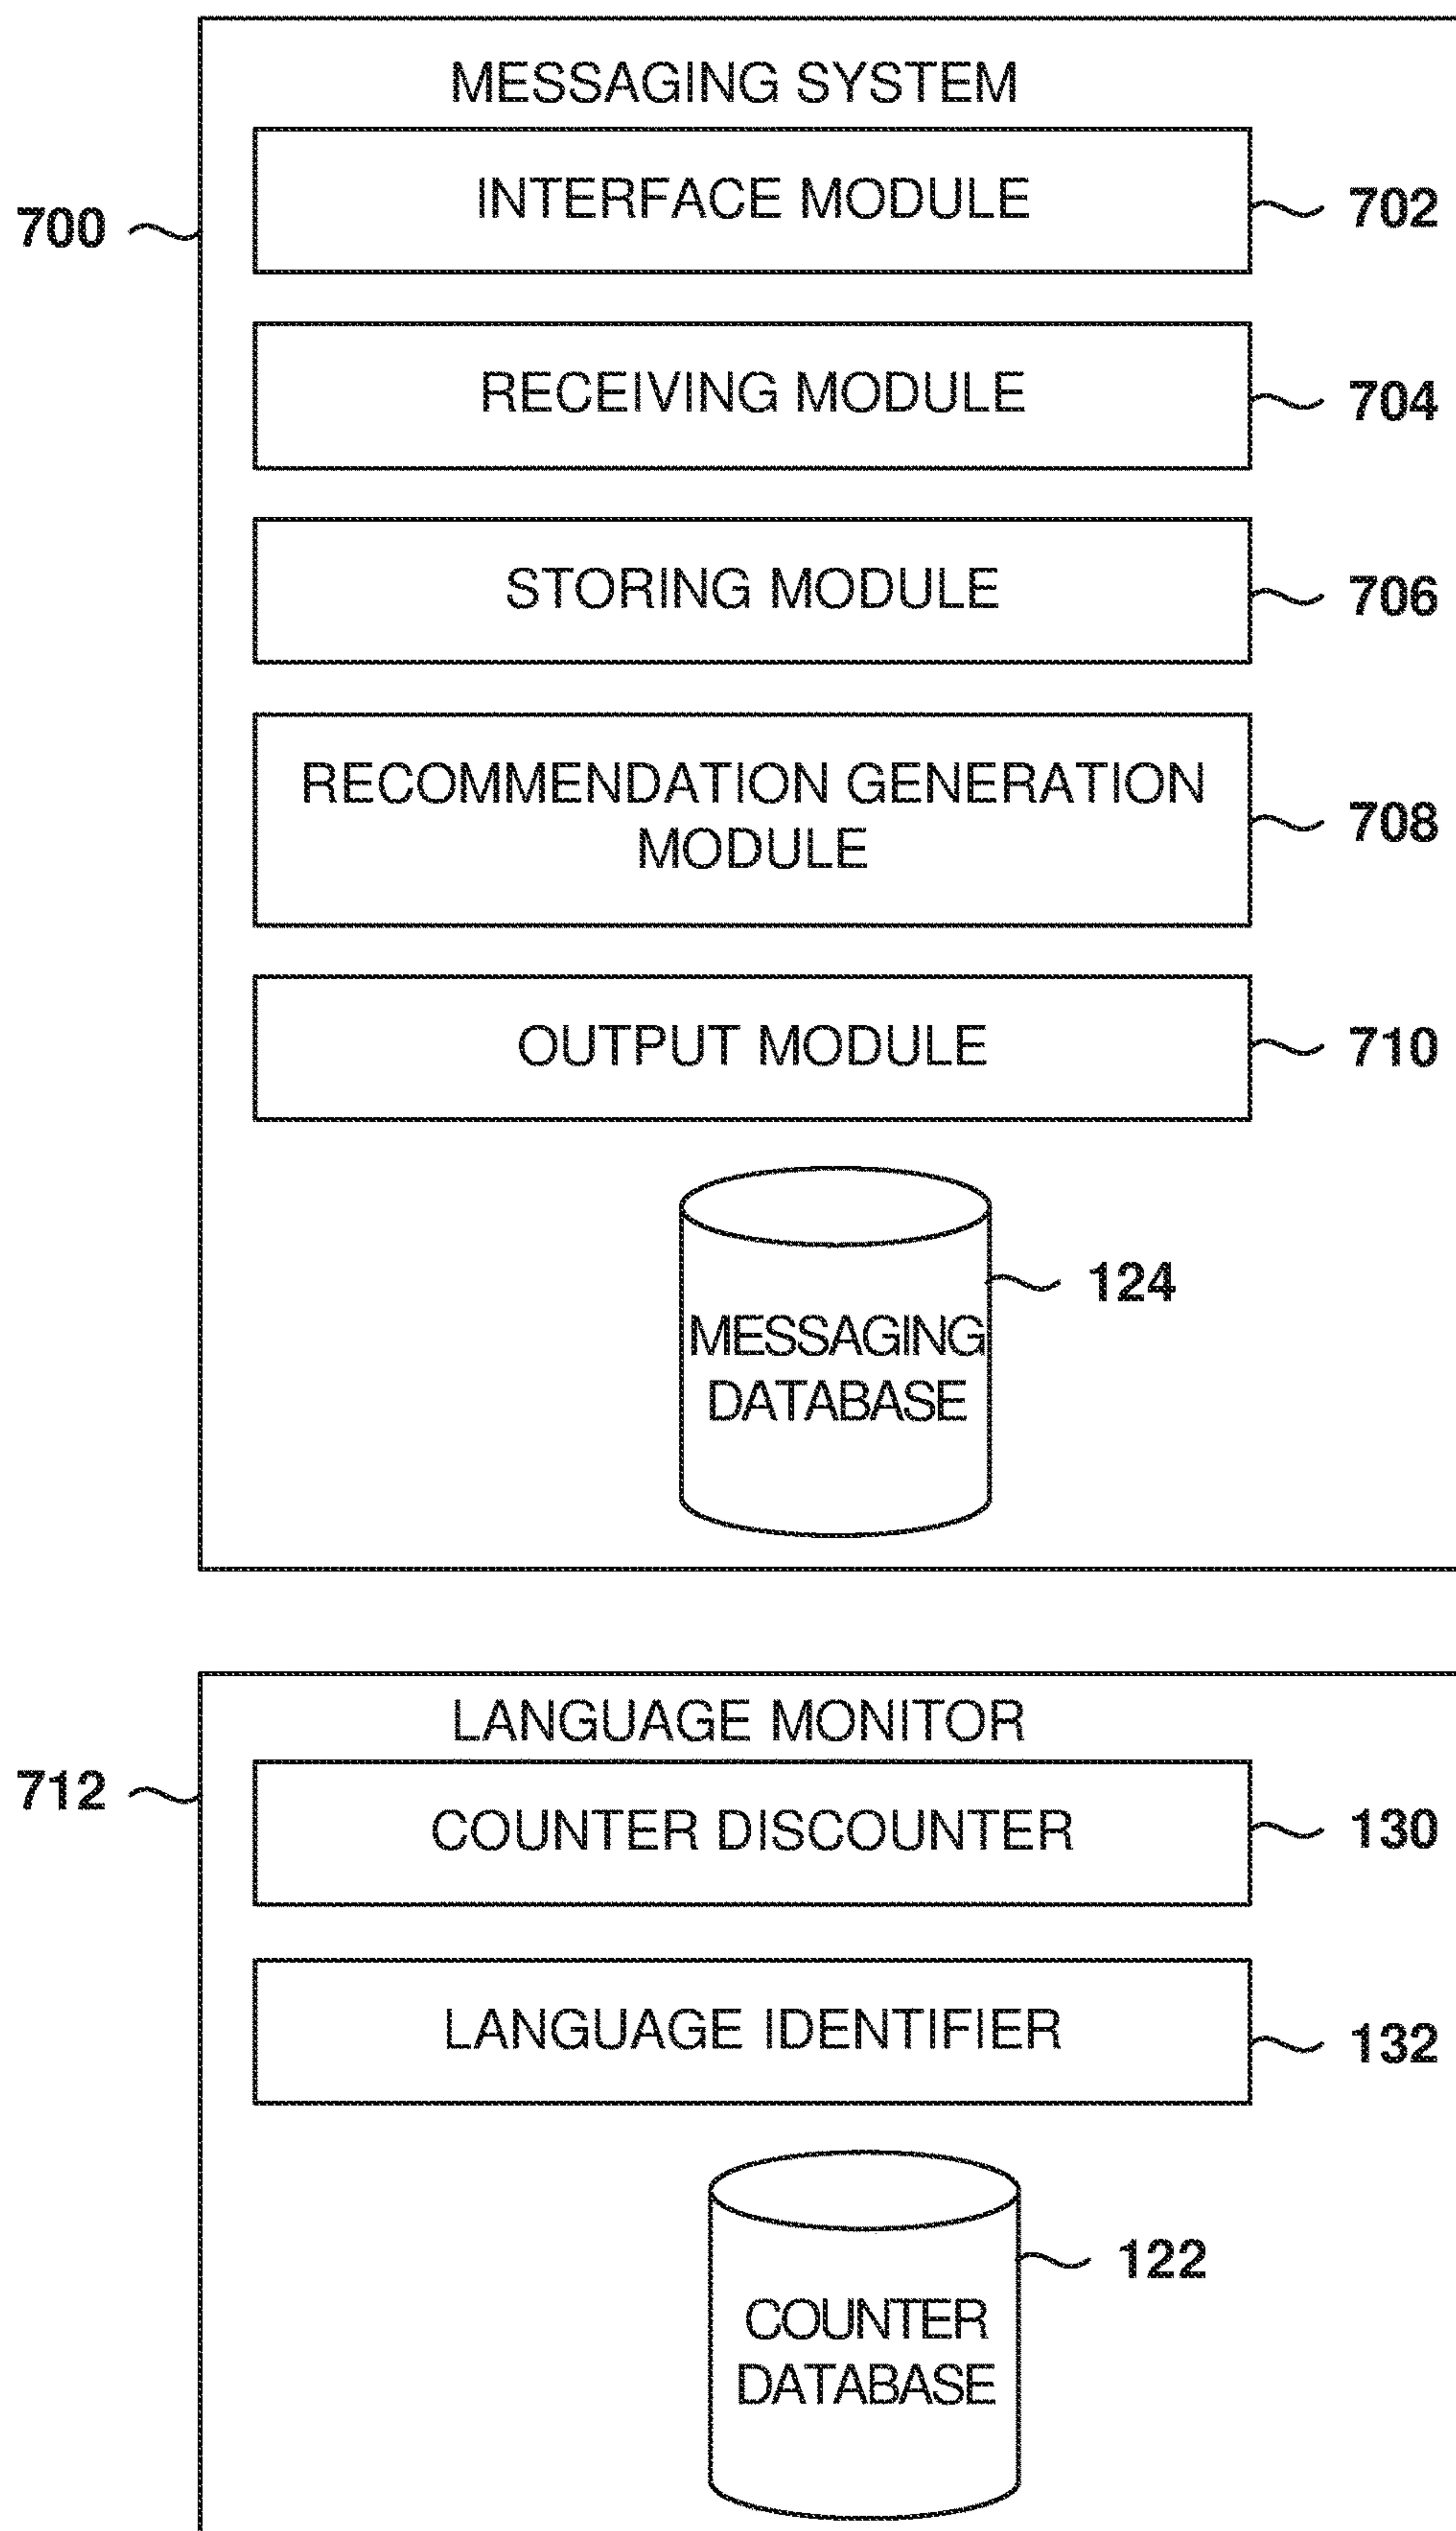 MESSAGING SYSTEM
700
INTERFACE MODULE
702
RECEIVING MODULE
704
STORING MODULE
706
RECOMMENDATION GENERATION
MODULE
708
OUTPUT MODULE
710
124
MESSAGING
DATABASE
LANGUAGE MONITOR
712
COUNTER DISCOUNTER
130
LANGUAGE IDENTIFIER
132
122
COUNTER
DATABASE